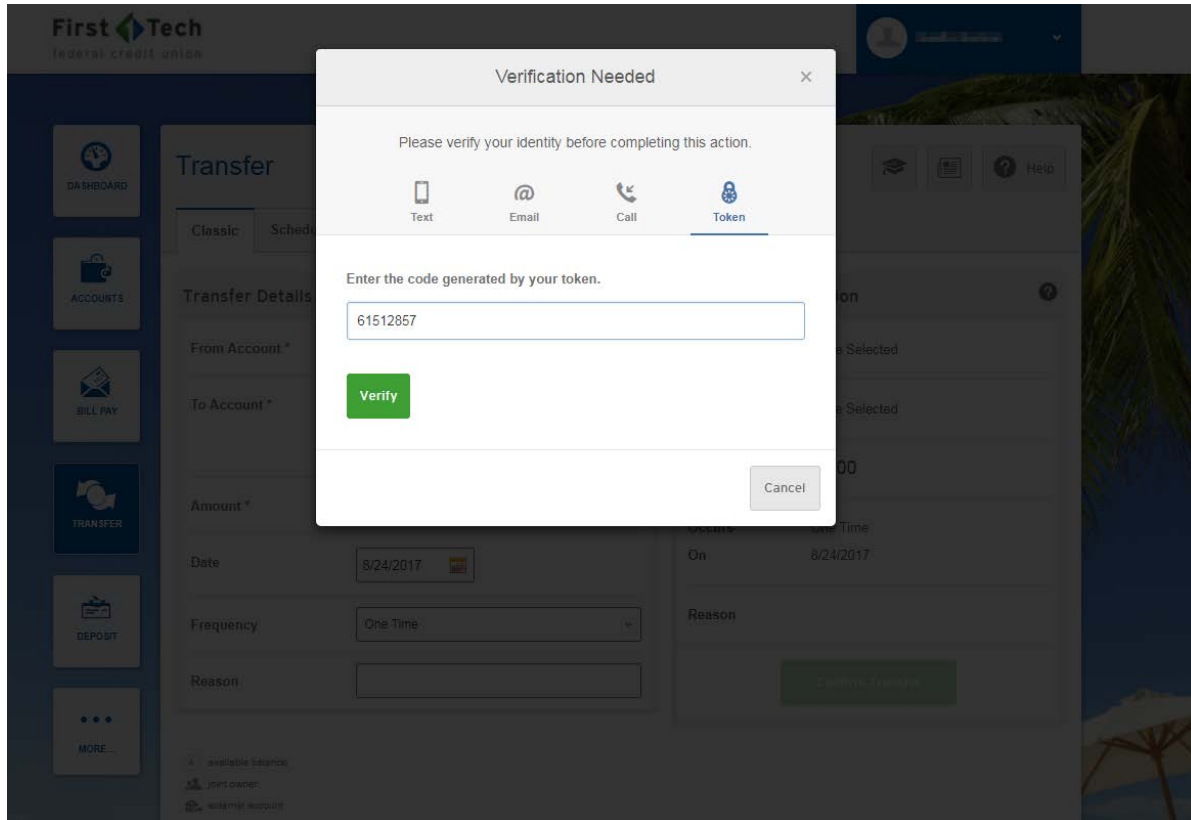 First Tech
federal credit union
Verification Needed
×
Please verify your identity before completing this action.
Text
@
Email
Call
Token
Enter the code generated by your token.
61512857
Verify
Cancel
DASHBOARD
ACCOUNTS
BILL PAY
TRANSFER
DEPOSIT
MORE...
Transfer
Help
Classic
Transfer Details
From Account *
To Account *
Amount *
Date
8/24/2017
Frequency
One Time
Reason
Selected
Selected
One Time
On
8/24/2017
Reason
available balance
joint owner
external account